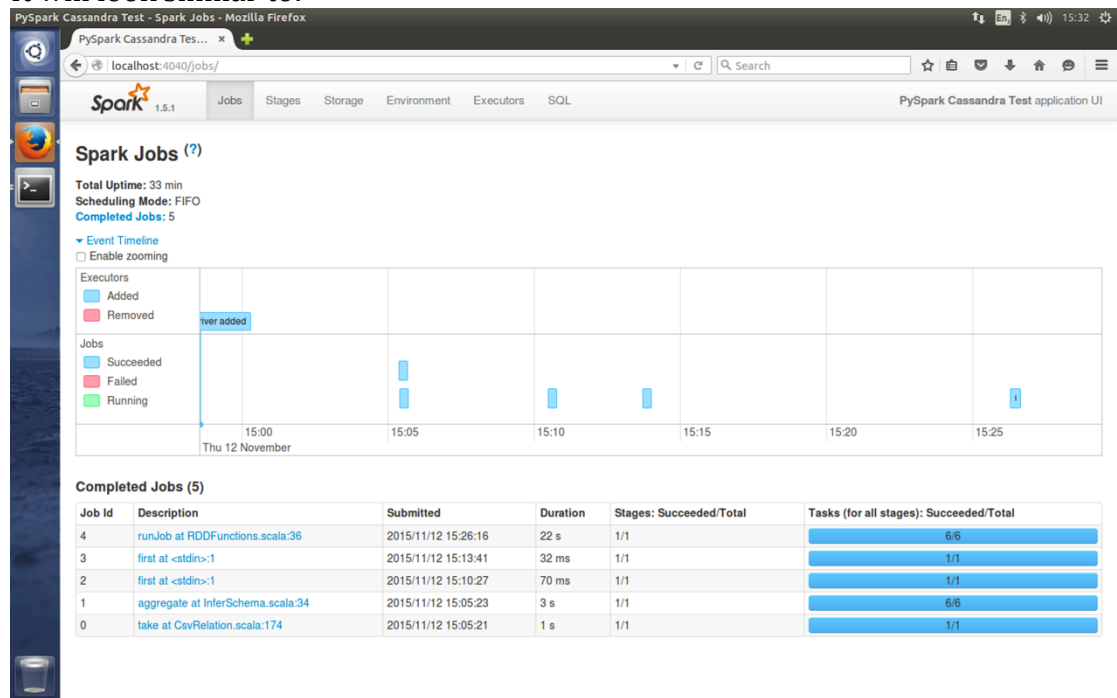 PySpark Cassandra Test - Spark Jobs - Mozilla Firefox
En 15:32
PySpark Cassandra Tes... ×
localhost:4040/jobs/
Search
Spark 1.5.1 Jobs Stages Storage Environment Executors SQL PySpark Cassandra Test application UI
Spark Jobs (?)
Total Uptime: 33 min
Scheduling Mode: FIFO
Completed Jobs: 5
Event Timeline
Enable zooming
Executors
Added
Removed
river added
Jobs
Succeeded
Failed
Running
15:00 15:05 15:10 15:15 15:20 15:25
Thu 12 November
Completed Jobs (5)
Job Id Description Submitted Duration Stages: Succeeded/Total Tasks (for all stages): Succeeded/Total
4 runJob at RDDFunctions.scala:36 2015/11/12 15:26:16 22 s 1/1 6/6
3 first at <stdin>:1 2015/11/12 15:13:41 32 ms 1/1 1/1
2 first at <stdin>:1 2015/11/12 15:10:27 70 ms 1/1 1/1
1 aggregate at InferSchema.scala:34 2015/11/12 15:05:23 3 s 1/1 6/6
0 take at CsvRelation.scala:174 2015/11/12 15:05:21 1 s 1/1 1/1